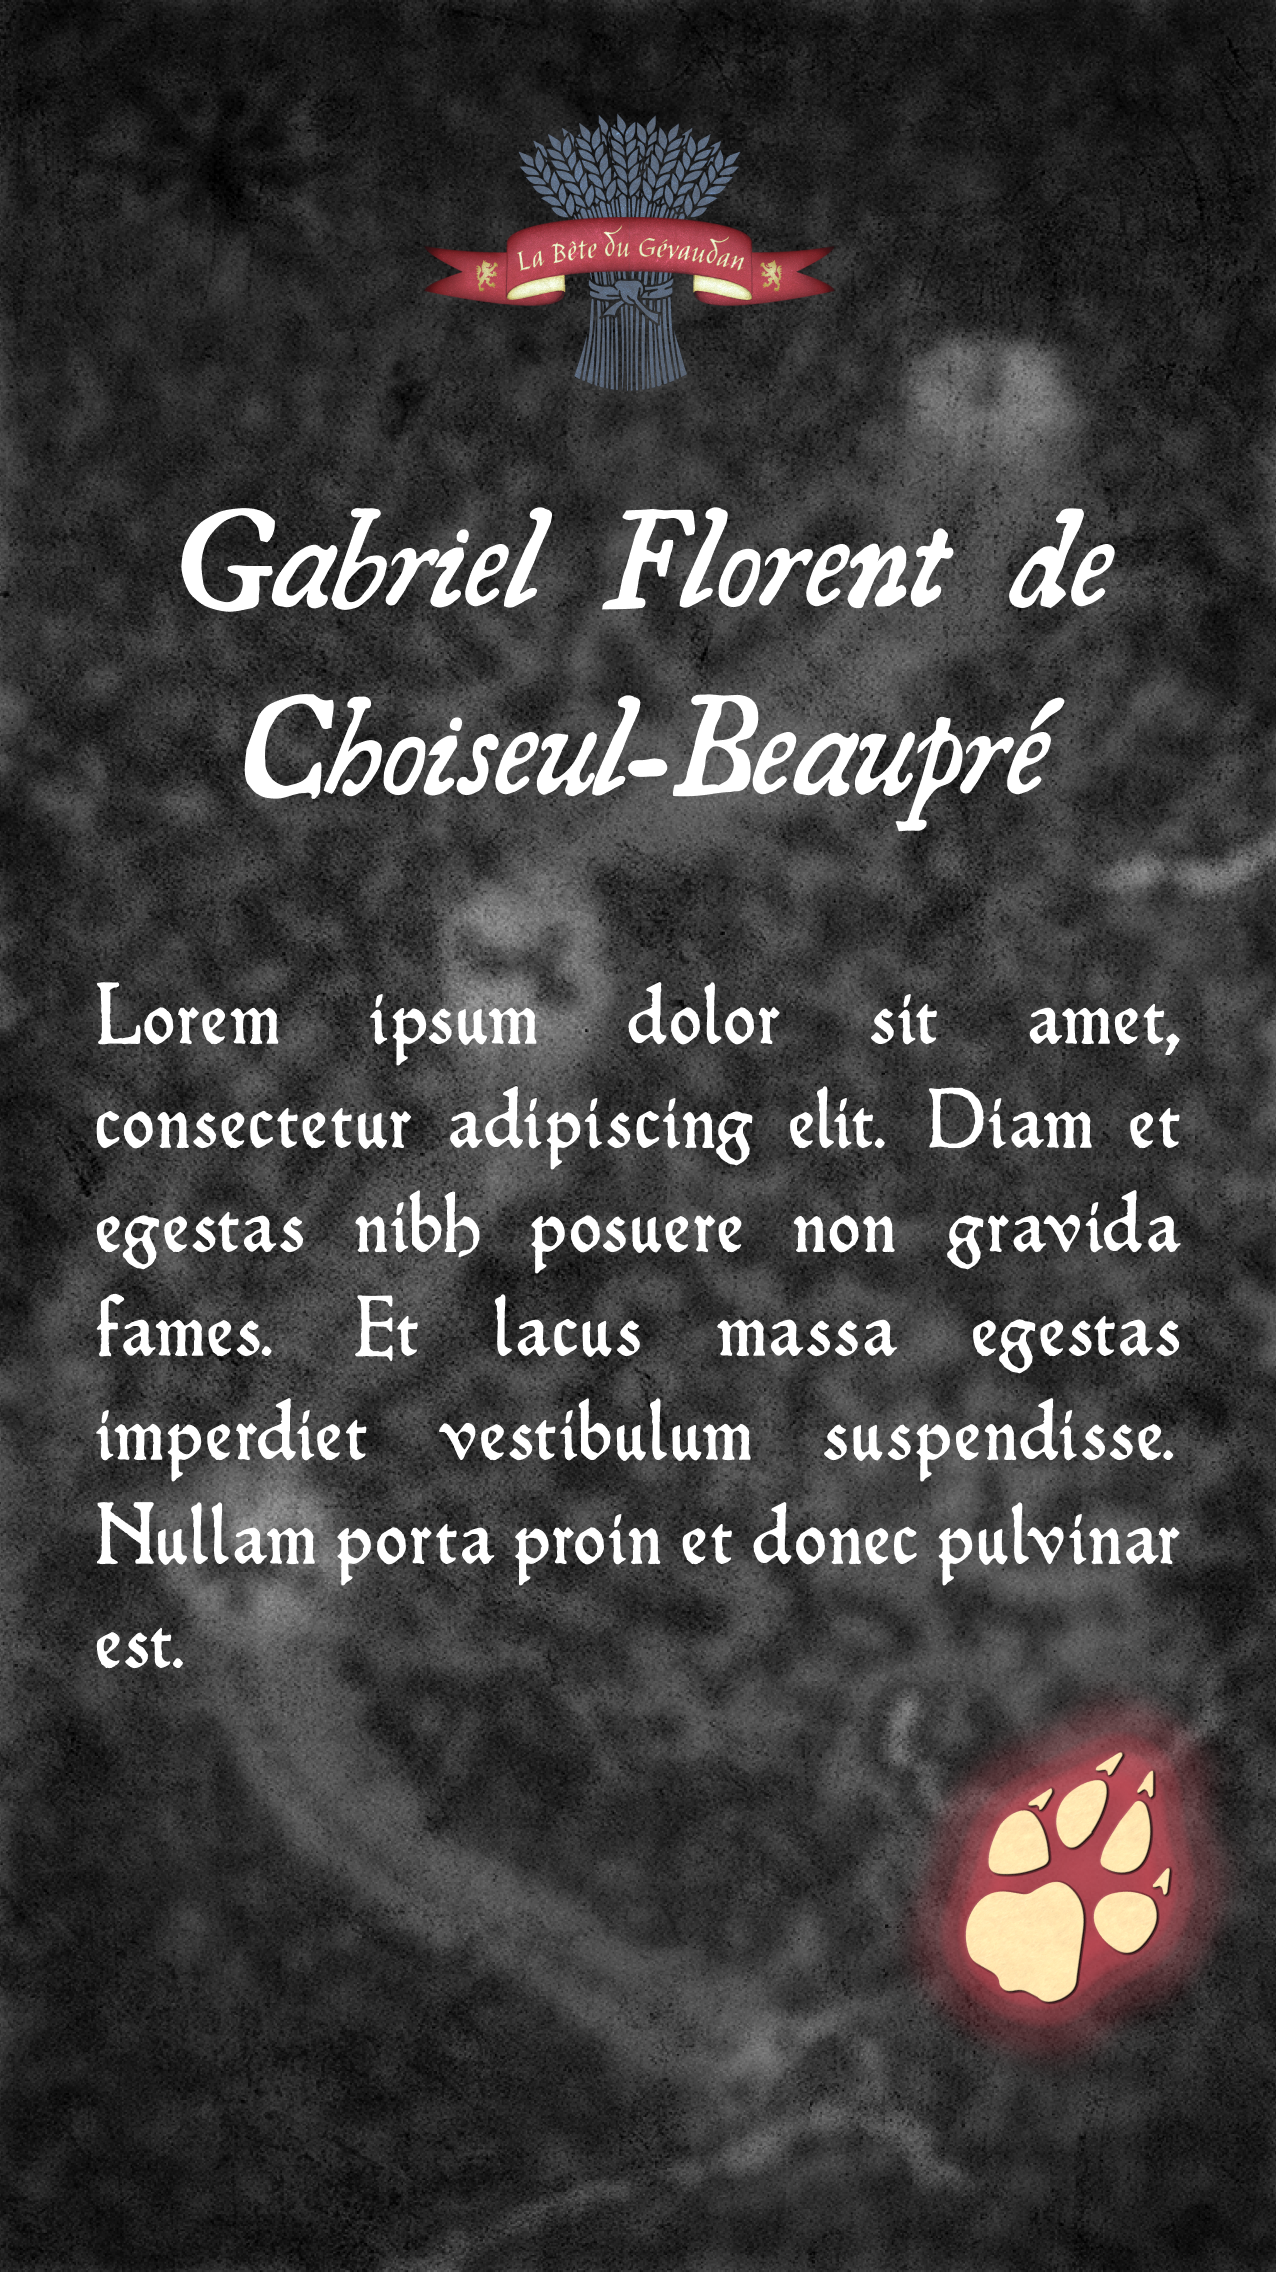 La Bête du Gévaudan
Gabriel Florent de
Choiseul-Beaupré
Lorem ipsum dolor sit amet,
consectetur adipiscing elit. Diam et
egestas nibh posuere non gravida
fames. Et lacus massa egestas
imperdiet vestibulum suspendisse.
Nullam porta proin et donec pulvinar
est.